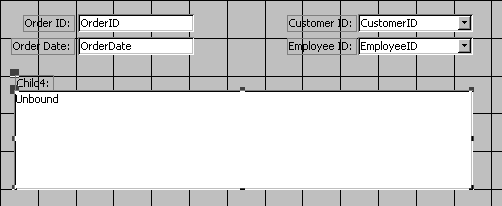 Order ID: OrderID Customer ID: CustomerID
Order Date: OrderDate Employee ID: EmployeeID
Child4:
Unbound